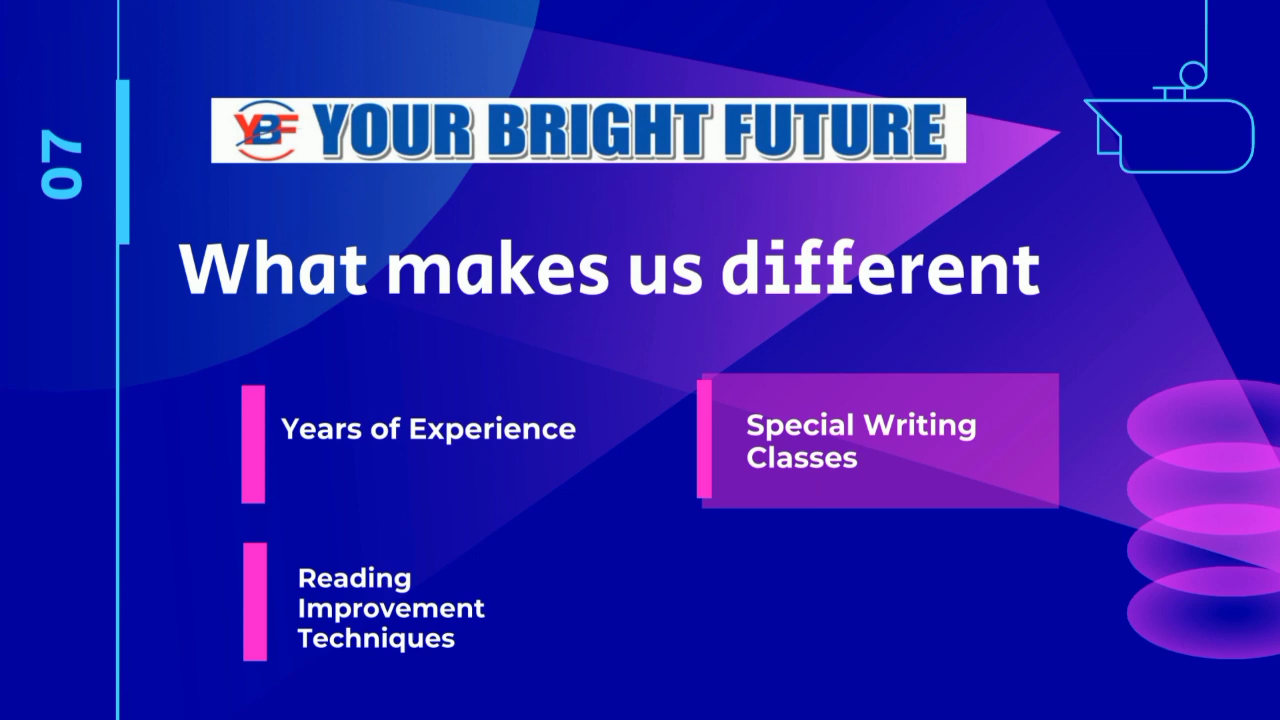 07
YBF YOUR BRIGHT FUTURE
What makes us different
Years of Experience
Special Writing
Classes
Reading
Improvement
Techniques